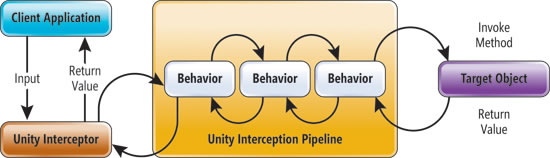 Client Application
Input
Return
Value
Unity Interceptor
Behavior
Behavior
Behavior
Unity Interception Pipeline
Invoke
Method
Target Object
Return
Value